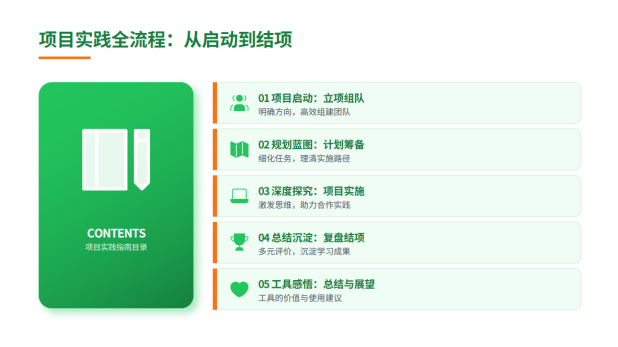 项目实践全流程：从启动到结项
CONTENTS
项目实践指南目录
01 项目启动：立项组队
明确方向，高效组建团队
02 规划蓝图：计划筹备
细化任务，理清实施路径
03 深度探究：项目实施
激发思维，助力合作实践
04 总结沉淀：复盘结项
多元评价，沉淀学习成果
05 工具感悟：总结与展望
工具的价值与使用建议